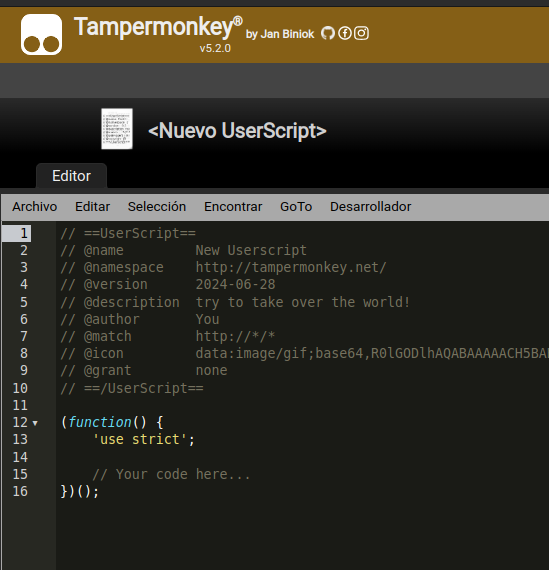 Tampermonkey® by Jan Biniok
v5.2.0
<Nuevo UserScript>
Editor
Archivo Editar Selección Encontrar GoTo Desarrollador
1 // ==UserScript==
2 // @name         New Userscript
3 // @namespace    http://tampermonkey.net/
4 // @version      2024-06-28
5 // @description  try to take over the world!
6 // @author       You
7 // @match        http://*/*
8 // @icon         data:image/gif;base64,R0lGODlhAQABAAAAACH5BA
9 // @grant        none
10 // ==/UserScript==
11
12 (function() {
13     'use strict';
14
15     // Your code here...
16 })();